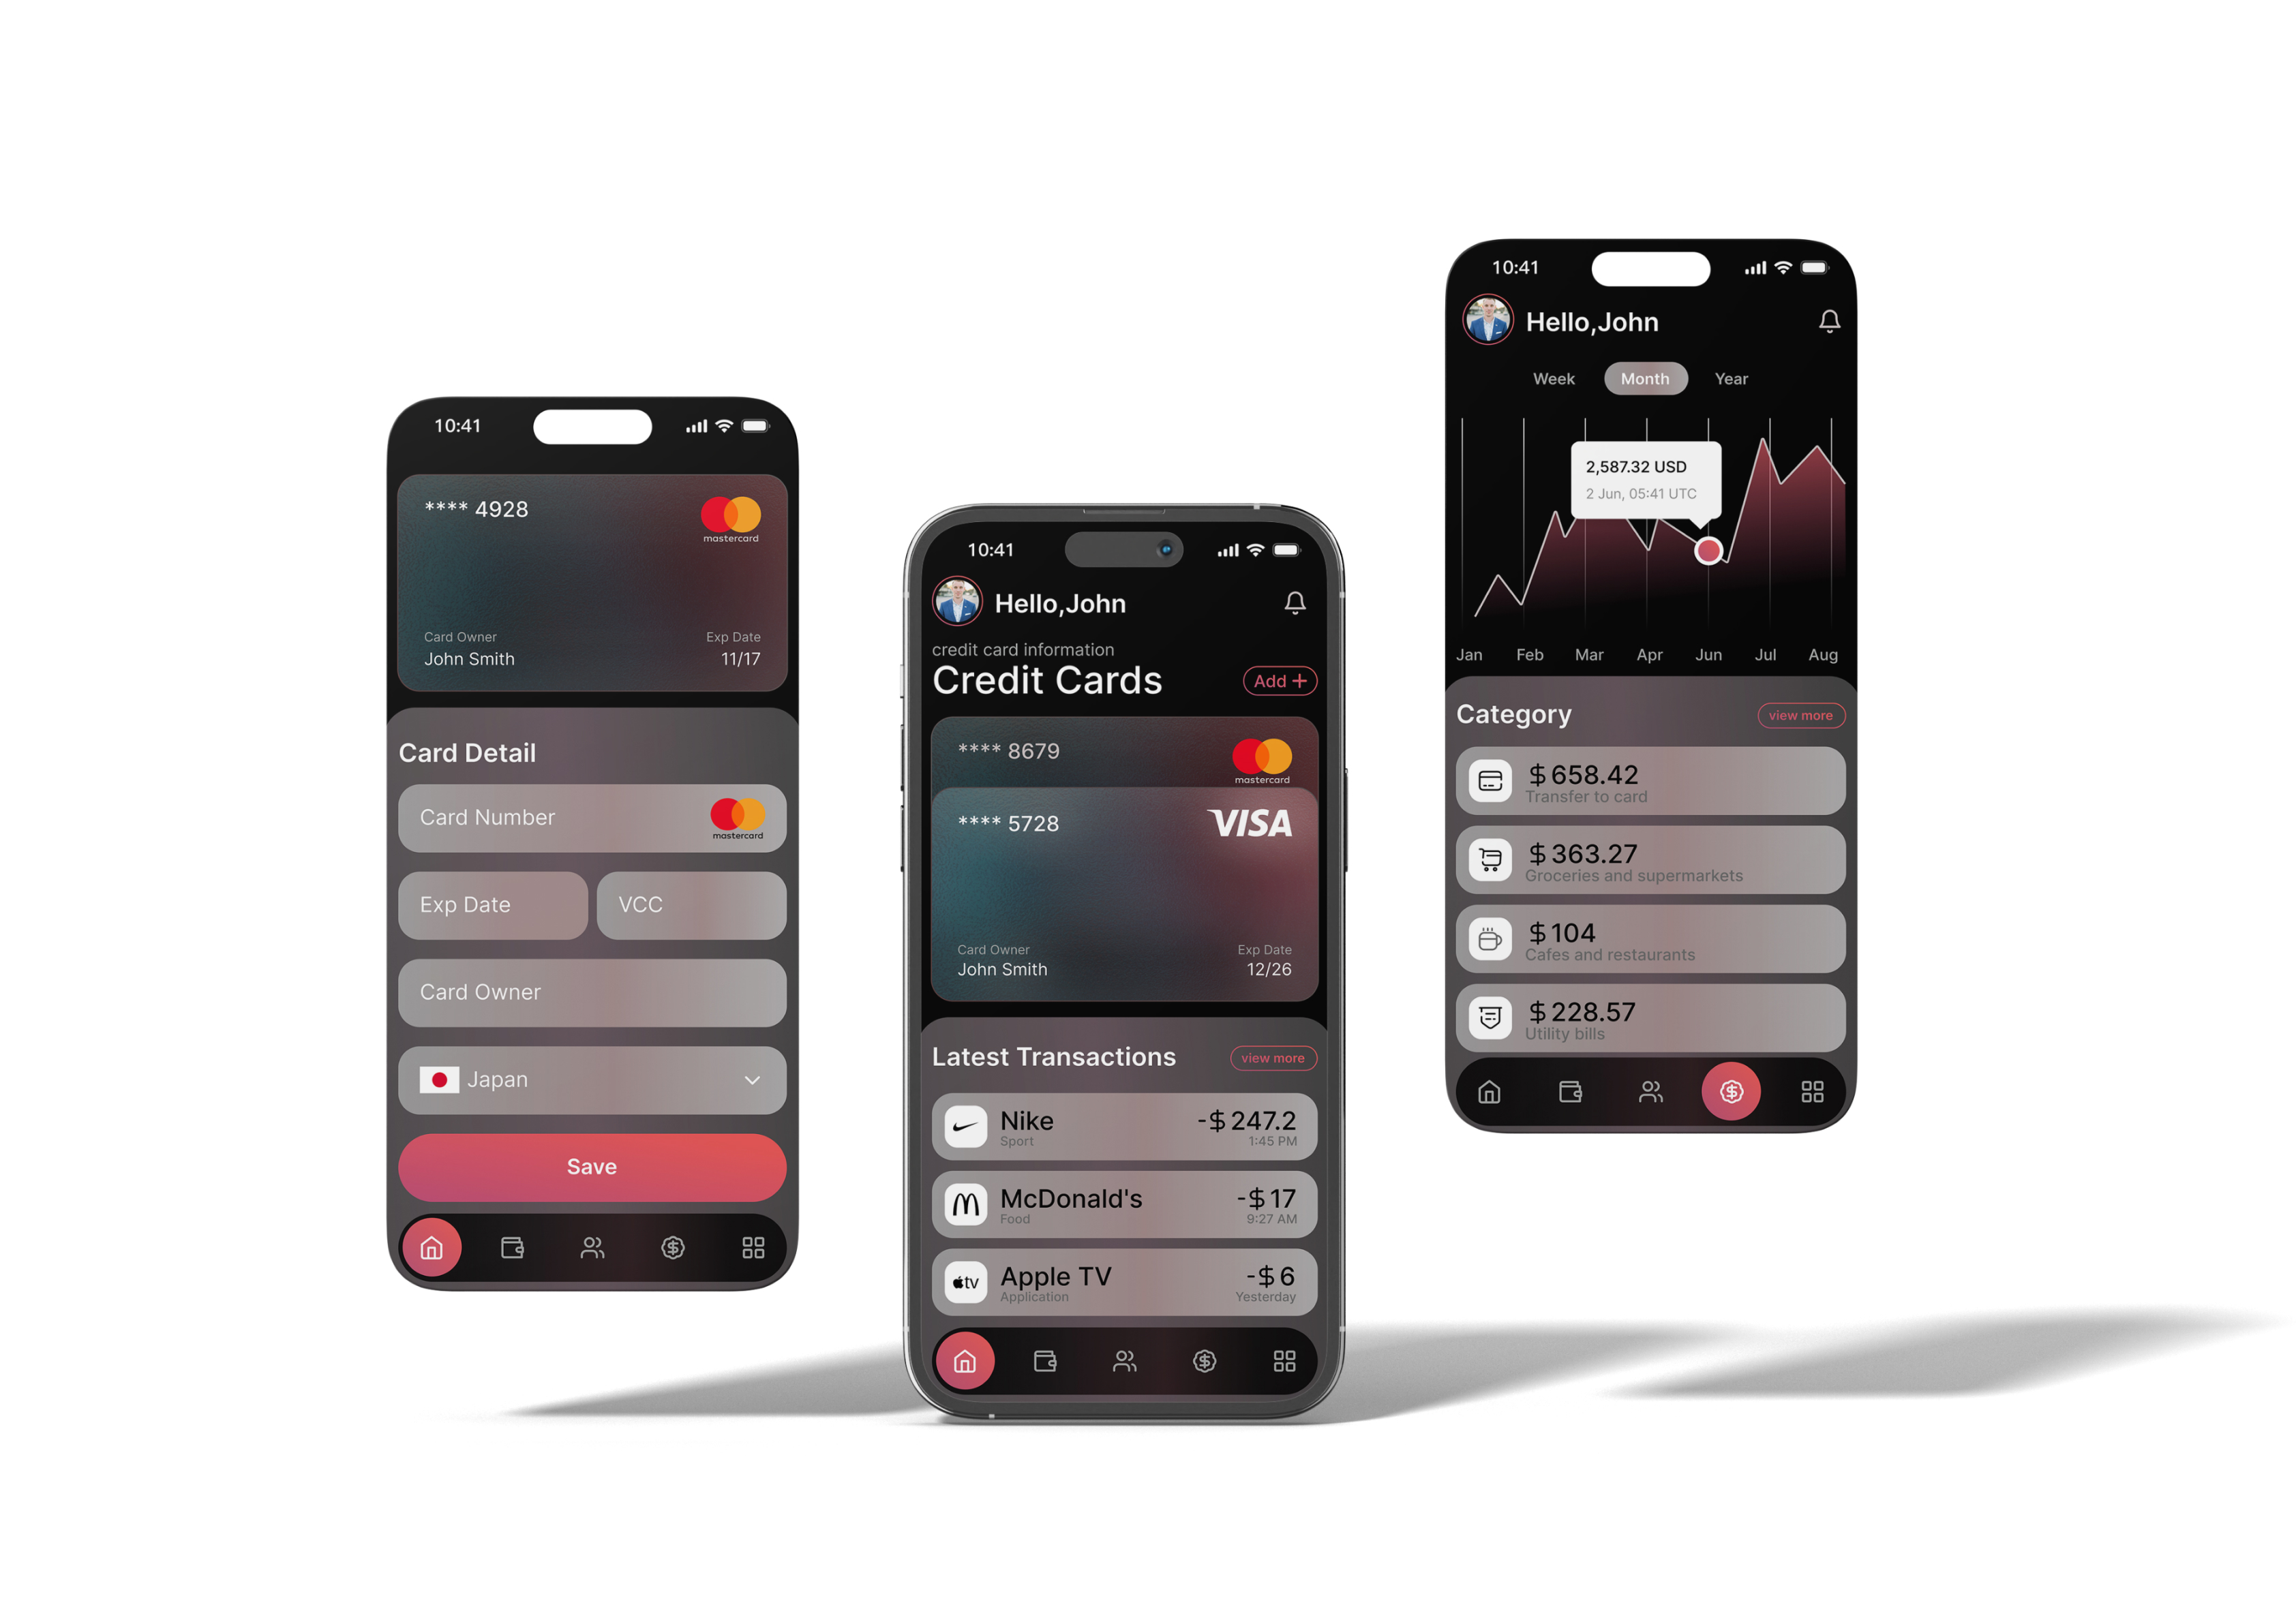 10:41
**** 4928
mastercard
Card Owner
Exp Date
John Smith
11/17
Card Detail
Card Number
mastercard
Exp Date
VCC
Card Owner
Japan
Save
10:41
Hello,John
credit card information
Credit Cards
Add +
**** 8679
mastercard
**** 5728
VISA
Card Owner
Exp Date
John Smith
12/26
Latest Transactions
view more
Nike
-$247.2
Sport
1:45 PM
McDonald's
-$17
Food
9:27 AM
tv
Apple TV
-$6
Application
Yesterday
10:41
Hello,John
Week
Month
Year
2,587.32 USD
2 Jun, 05:41 UTC
Jan
Feb
Mar
Apr
Jun
Jul
Aug
Category
view more
$658.42
Transfer to card
$363.27
Groceries and supermarkets
$104
Cafes and restaurants
$228.57
Utility bills